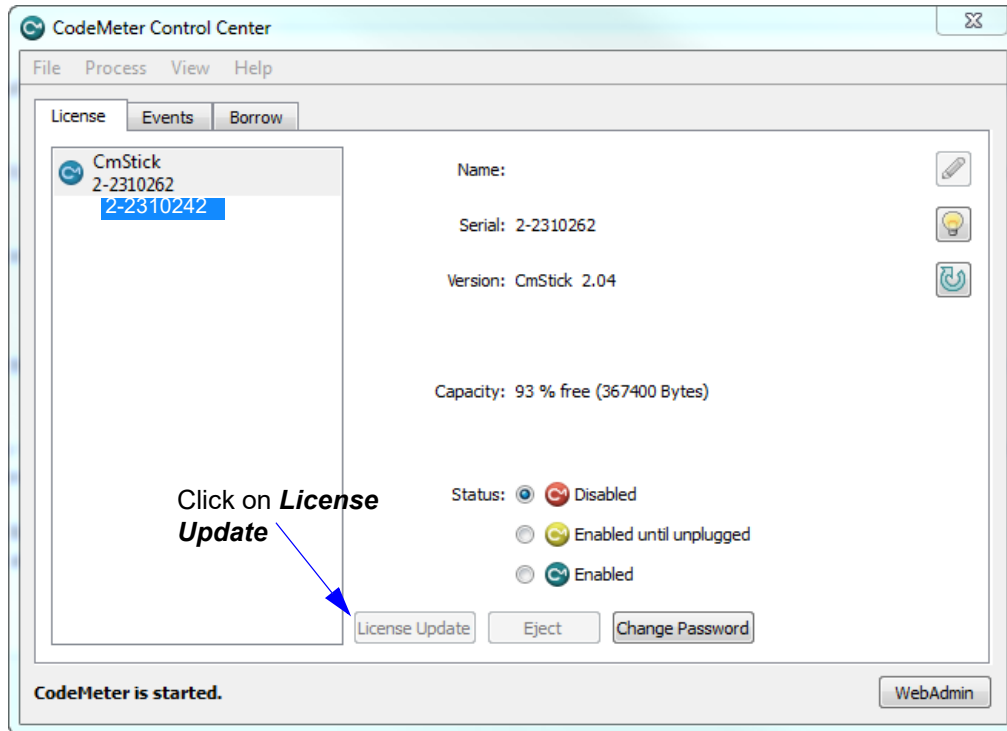 CodeMeter Control Center
File Process View Help
License Events Borrow
CmStick
2-2310262
2-2310242
Name:
Serial: 2-2310262
Version: CmStick 2.04
Capacity: 93 % free (367400 Bytes)
Click on License
Update
Status: Disabled
Enabled until unplugged
Enabled
License Update Eject Change Password
CodeMeter is started.
WebAdmin